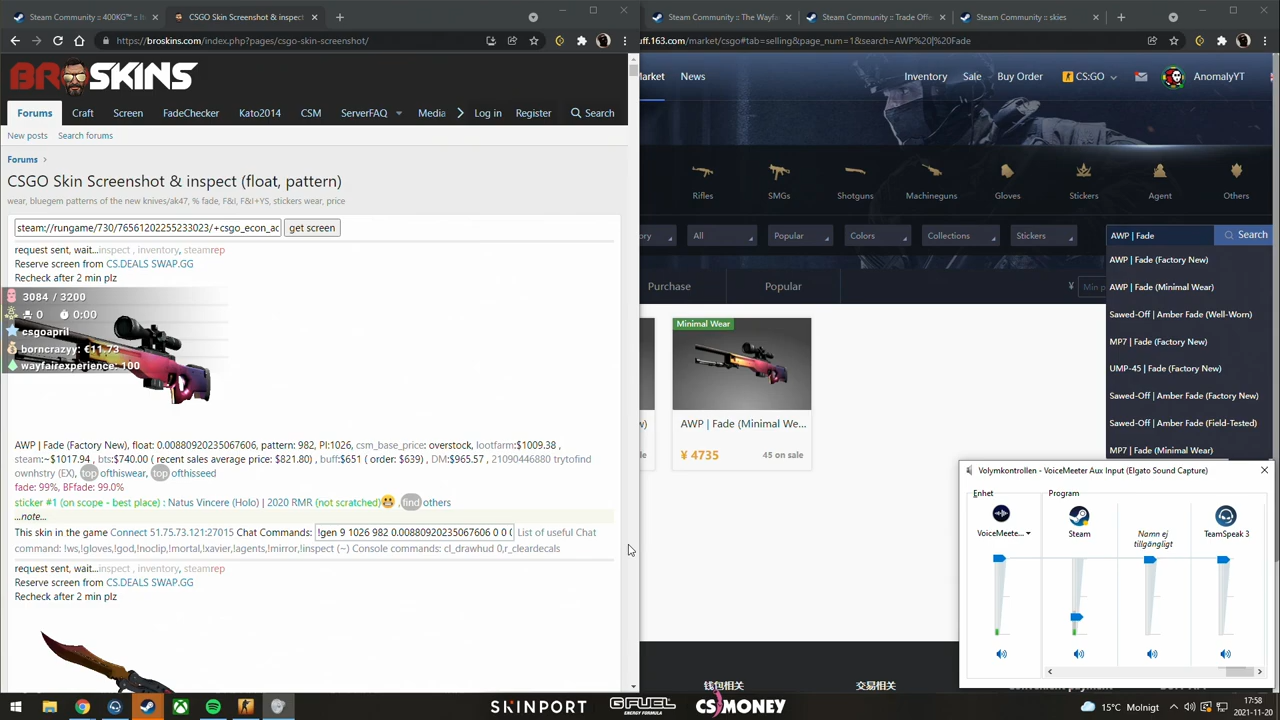 Steam Community :: 400KG™ :: It
CSGO Skin Screenshot & inspect
Steam Community :: The Wayfa
Steam Community :: Trade Offer
Steam Community :: skies
https://broskins.com/index.php?pages/csgo-skin-screenshot/
uff.163.com/market/csgo#tab=selling&page_num=1&search=AWP%20|%20Fade
BROSKINS
arket
News
Inventory
Sale
Buy Order
CS:GO
AnomalyYT
Forums
Craft
Screen
FadeChecker
Kato2014
CSM
ServerFAQ
Media
Log in
Register
Search
New posts
Search forums
Forums
CSGO Skin Screenshot & inspect (float, pattern)
wear, bluegem patterns of the new knives/ak47, % fade, F&I, F&I+YS, stickers wear, price
steam://rungame/730/76561202255233023/+csgo_econ_ac
get screen
request sent, wait...inspect , inventory, steamrep
Reserve screen from CS.DEALS SWAP.GG
Recheck after 2 min plz
3084 / 3200
0
0:00
csgoapril
borncrazyy: €11.73
wayfairexperience: 100
AWP | Fade (Factory New), float: 0.00880920235067606, pattern: 982, PI:1026, csm_base_price: overstock, lootfarm:$1009.38 ,
steam:~$1017.94 , bts:$740.00 ( recent sales average price: $821.80) , buff:$651 ( order: $639) , DM:$965.57 , 21090446880 trytofind
ownhstry (EX), top ofthiswear, top ofthisseed
fade: 99%, BFfade: 99.0%
sticker #1 (on scope - best place) : Natus Vincere (Holo) | 2020 RMR (not scratched) find others
...note...
This skin in the game Connect 51.75.73.121:27015 Chat Commands: !gen 9 1026 982 0.00880920235067606 0 0 0 List of useful Chat
command: !ws,!gloves,!god,!noclip,!mortal,!xavier,!agents,!mirror,!inspect (~) Console commands: cl_drawhud 0,r_cleardecals
request sent, wait...inspect , inventory, steamrep
Reserve screen from CS.DEALS SWAP.GG
Recheck after 2 min plz
Rifles
SMGs
Shotguns
Machineguns
Gloves
Stickers
Agent
Others
ry
All
Popular
Colors
Collections
Stickers
AWP | Fade
Search
Purchase
Popular
¥
Min p
AWP | Fade (Factory New)
AWP | Fade (Minimal Wear)
Sawed-Off | Amber Fade (Well-Worn)
MP7 | Fade (Factory New)
UMP-45 | Fade (Factory New)
Sawed-Off | Amber Fade (Factory New)
Sawed-Off | Amber Fade (Field-Tested)
MP7 | Fade (Minimal Wear)
Minimal Wear
w)
AWP | Fade (Minimal We...
ale
¥ 4735
45 on sale
Volymkontrollen - VoiceMeeter Aux Input (Elgato Sound Capture)
Enhet
Program
VoiceMeete...
Steam
Namn ej
tillgängligt
TeamSpeak 3
钱包相关
交易相关
SKINPORT
G FUEL
ENERGY FORMULA
CS MONEY
15°C Molnigt
17:58
2021-11-20